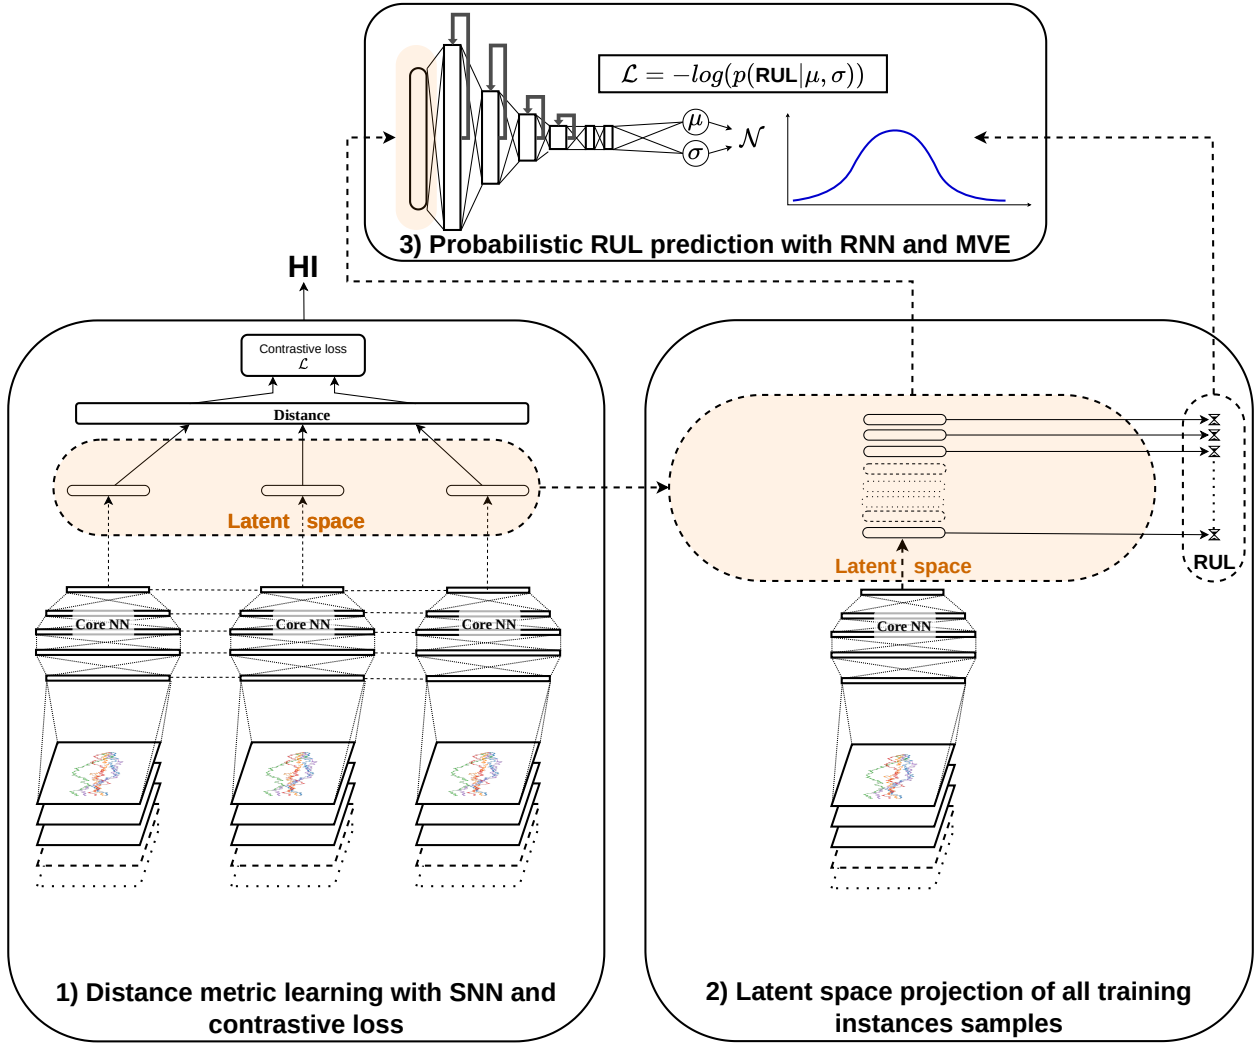 ℒ = −log(p(RUL|μ, σ))
μ
σ
𝒩
3) Probabilistic RUL prediction with RNN and MVE
HI
Contrastive loss
ℒ
Distance
Latent space
Core NN
Core NN
Core NN
1) Distance metric learning with SNN and
contrastive loss
RUL
Latent space
Core NN
2) Latent space projection of all training
instances samples